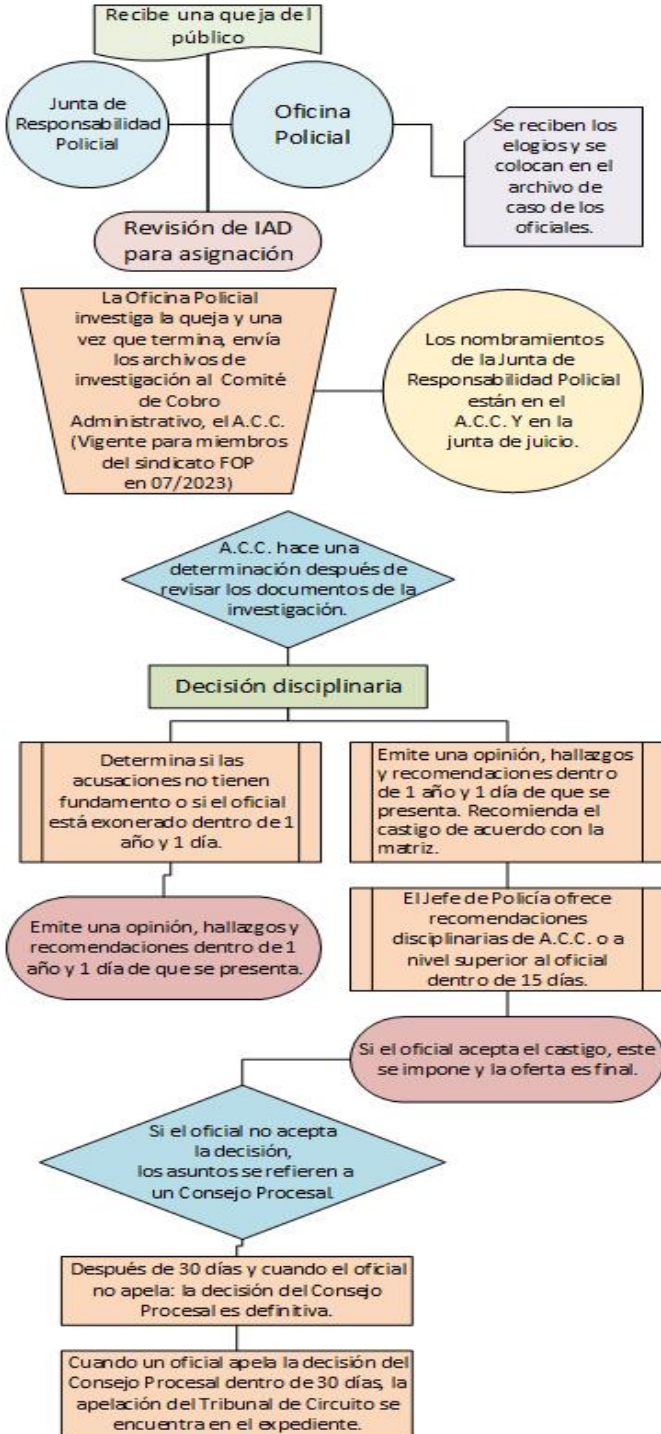 Recibe una queja del
público
Junta de
Responsabilidad
Policial
Oficina
Policial
Se reciben los
elogios y se
colocan en el
archivo de
caso de los
oficiales.
Revisión de IAD
para asignación
La Oficina Policial
investiga la queja y una
vez que termina, envía
los archivos de
investigación al Comité
de Cobro
Administrativo, el A.C.C.
(Vigente para miembros
del sindicato FOP
en 07/2023)
Los nombramientos
de la Junta de
Responsabilidad Policial
están en el
A.C.C. Y en la
junta de juicio.
A.C.C. hace una
determinación después de
revisar los documentos de la
investigación.
Decisión disciplinaria
Determina si las
acusaciones no tienen
fundamento o si el oficial
está exonerado dentro de 1
año y 1 día.
Emite una opinión, hallazgos
y recomendaciones dentro
de 1 año y 1 día de que se
presenta. Recomienda el
castigo de acuerdo con la
matriz.
Emite una opinión, hallazgos y
recomendaciones dentro de 1
año y 1 día de que se presenta.
El Jefe de Policía ofrece
recomendaciones
disciplinarias de A.C.C. o a
nivel superior al oficial
dentro de 15 días.
Si el oficial acepta el castigo, este
se impone y la oferta es final.
Si el oficial no acepta
la decisión,
los asuntos se refieren a
un Consejo Procesal.
Después de 30 días y cuando el oficial
no apela: la decisión del Consejo
Procesal es definitiva.
Cuando un oficial apela la decisión del
Consejo Procesal dentro de 30 días, la
apelación del Tribunal de Circuito se
encuentra en el expediente.